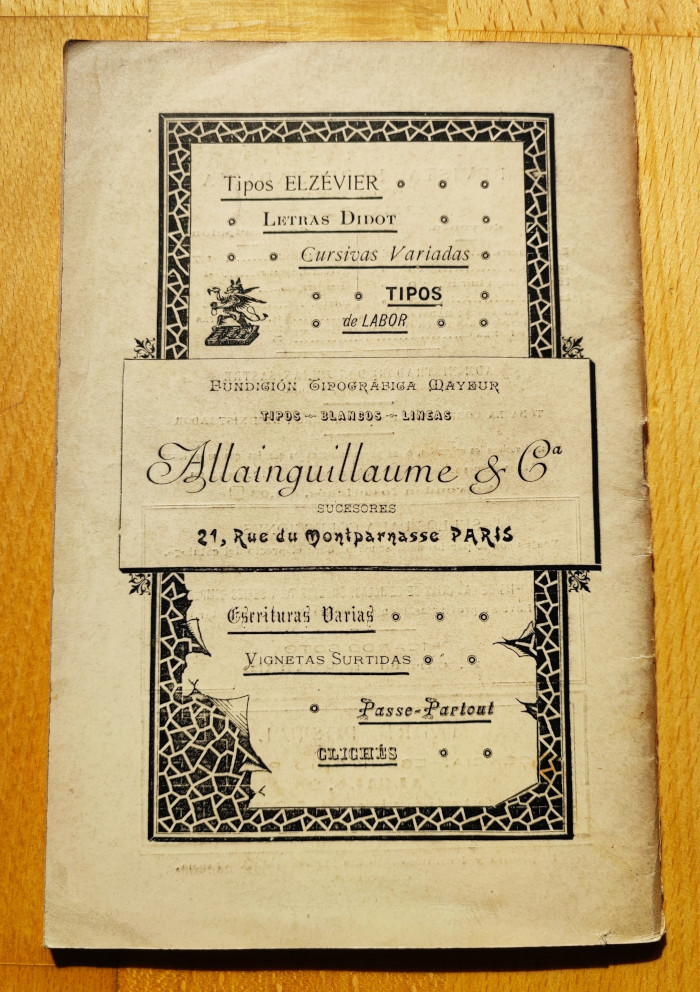 Tipos ELZÉVIER
LETRAS DIDOT
Cursivas Variadas
TIPOS
de LABOR
FUNDICIÓN TIPOGRÁFICA MAYEUR
TIPOS — BLANCOS — LINEAS
Allainguillaume & Cª
SUCESORES
21, Rue du Montparnasse PARIS
Escrituras Varias
VIGNETAS SURTIDAS
Passe-Partout
CLICHÉS